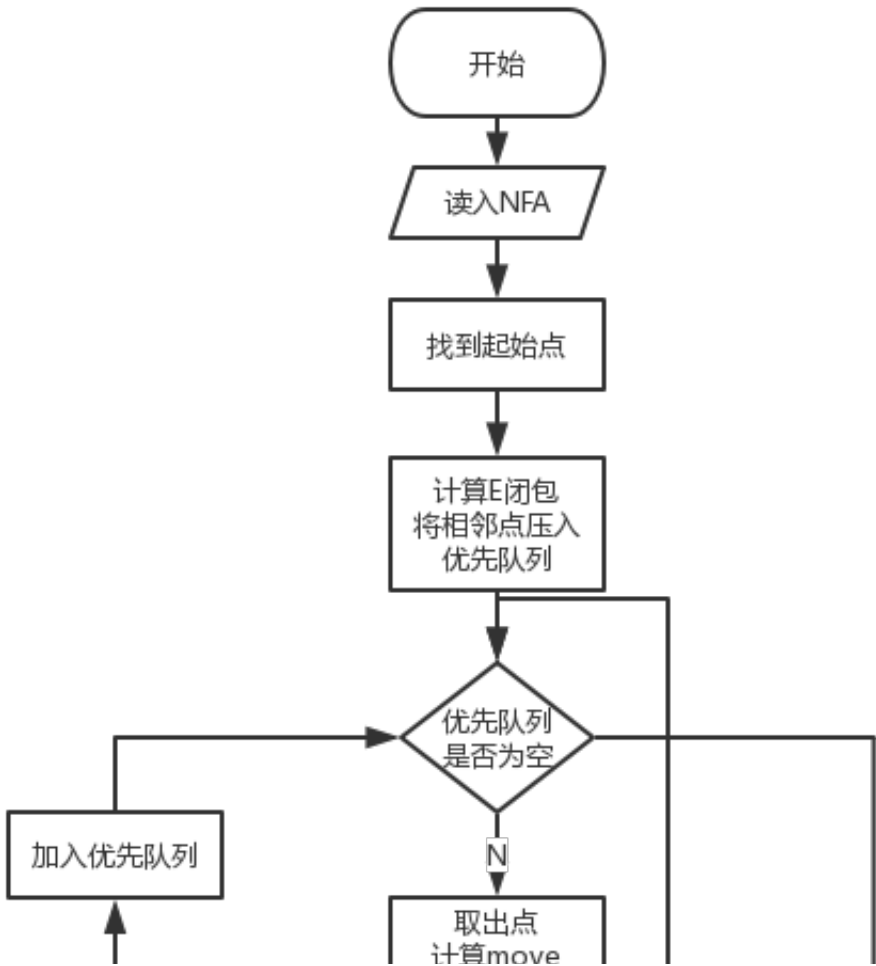 开始
读入NFA
找到起始点
计算E闭包
将相邻点压入
优先队列
优先队列
是否为空
加入优先队列
N
取出点
计算move